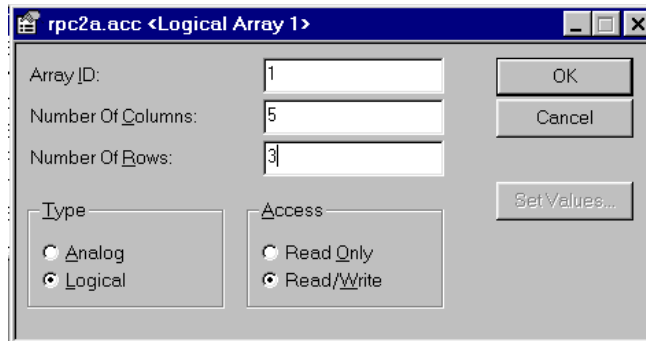 rpc2a.acc <Logical Array 1>
Array ID: 1 OK
Number Of Columns: 5 Cancel
Number Of Rows: 3
Set Values...
Type Access
Analog Read Only
Logical Read/Write